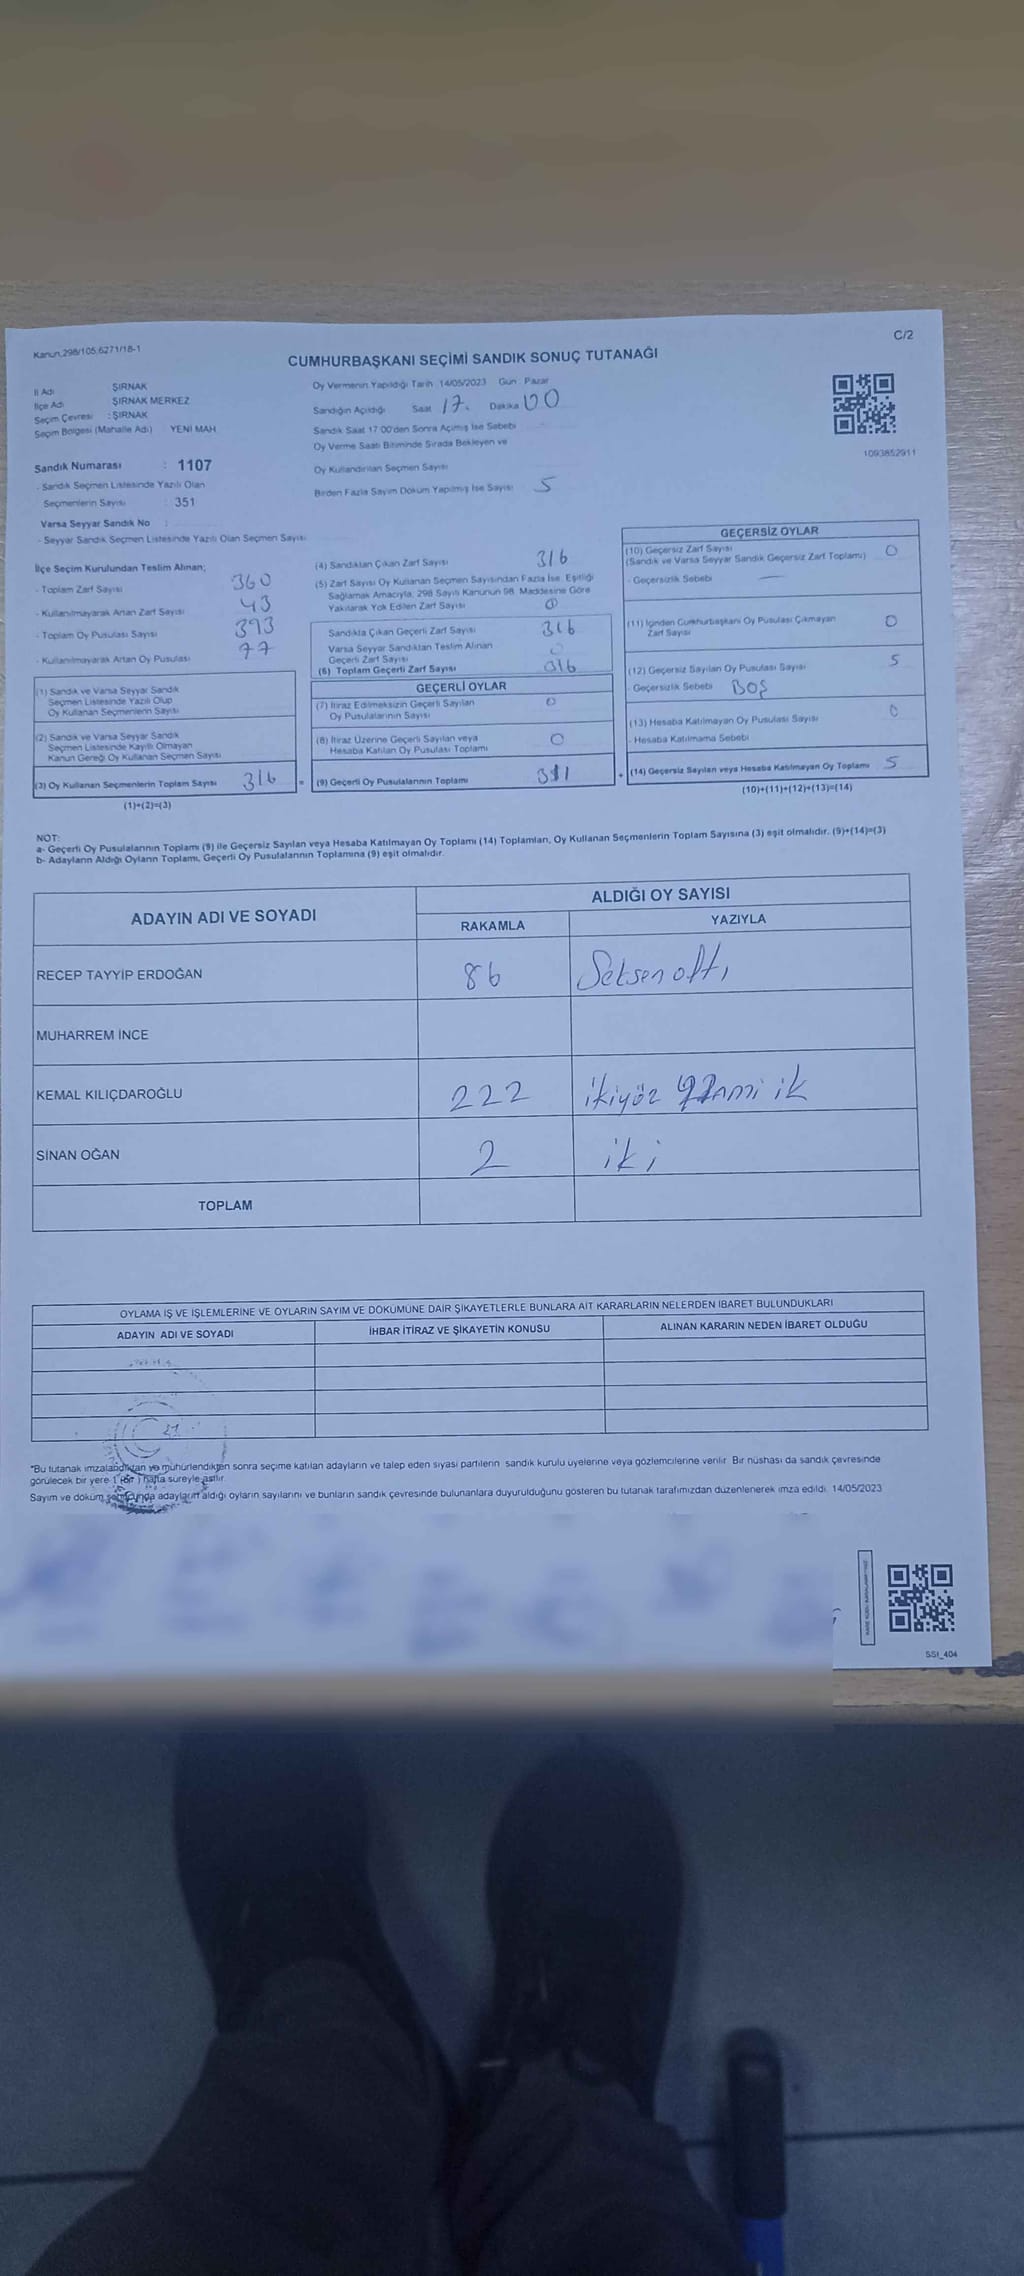 Kanun.298/105.6271/18-1
C/2
CUMHURBAŞKANI SEÇİMİ SANDIK SONUÇ TUTANAĞI
İl Adı ŞIRNAK
İlçe Adı ŞIRNAK MERKEZ
Seçim Çevresi : ŞIRNAK
Seçim Bölgesi (Mahalle Adı) YENİ MAH.
Sandık Numarası : 1107
- Sandık Seçmen Listesinde Yazılı Olan
Seçmenlerin Sayısı : 351
Varsa Seyyar Sandık No :
- Seyyar Sandık Seçmen Listesinde Yazılı Olan Seçmen Sayısı
Oy Vermenin Yapıldığı Tarih 14/05/2023 Gün : Pazar
Sandığın Açıldığı Saat 17. Dakika 00
Sandık Saat 17:00'den Sonra Açılmış İse Sebebi
Oy Verme Saati Bitiminde Sırada Bekleyen ve
Oy Kullandırılan Seçmen Sayısı
Birden Fazla Sayım Döküm Yapılmış İse Sayısı 5
1093852911
İlçe Seçim Kurulundan Teslim Alınan;
- Toplam Zarf Sayısı 360
- Kullanılmayarak Artan Zarf Sayısı 43
- Toplam Oy Pusulası Sayısı 393
- Kullanılmayarak Artan Oy Pusulası 77
(1) Sandık ve Varsa Seyyar Sandık
Seçmen Listesinde Yazılı Olup
Oy Kullanan Seçmenlerin Sayısı
(2) Sandık ve Varsa Seyyar Sandık
Seçmen Listesinde Kayıtlı Olmayan
Kanun Gereği Oy Kullanan Seçmen Sayısı
(3) Oy Kullanan Seçmenlerin Toplam Sayısı 316 =
(1)+(2)=(3)
(4) Sandıktan Çıkan Zarf Sayısı 316
(5) Zarf Sayısı Oy Kullanan Seçmen Sayısından Fazla İse, Eşitliği
Sağlamak Amacıyla, 298 Sayılı Kanunun 98. Maddesine Göre
Yakılarak Yok Edilen Zarf Sayısı 0
Sandıkta Çıkan Geçerli Zarf Sayısı 316
Varsa Seyyar Sandıktan Teslim Alınan 0
Geçerli Zarf Sayısı
(6) Toplam Geçerli Zarf Sayısı 316
GEÇERLİ OYLAR
(7) İtiraz Edilmeksizin Geçerli Sayılan 0
Oy Pusulalarının Sayısı
(8) İtiraz Üzerine Geçerli Sayılan veya 0
Hesaba Katılan Oy Pusulası Toplamı
(9) Geçerli Oy Pusulalarının Toplamı 311 +
GEÇERSİZ OYLAR
(10) Geçersiz Zarf Sayısı 0
(Sandık ve Varsa Seyyar Sandık Geçersiz Zarf Toplamı)
- Geçersizlik Sebebi —
(11) İçinden Cumhurbaşkanı Oy Pusulası Çıkmayan 0
Zarf Sayısı
(12) Geçersiz Sayılan Oy Pusulası Sayısı 5
- Geçersizlik Sebebi BOŞ
(13) Hesaba Katılmayan Oy Pusulası Sayısı 0
- Hesaba Katılmama Sebebi
(14) Geçersiz Sayılan veya Hesaba Katılmayan Oy Toplamı 5
(10)+(11)+(12)+(13)=(14)
NOT:
a- Geçerli Oy Pusulalarının Toplamı (9) ile Geçersiz Sayılan veya Hesaba Katılmayan Oy Toplamı (14) Toplamları, Oy Kullanan Seçmenlerin Toplam Sayısına (3) eşit olmalıdır. (9)+(14)=(3)
b- Adayların Aldığı Oyların Toplamı, Geçerli Oy Pusulalarının Toplamına (9) eşit olmalıdır.
ADAYIN ADI VE SOYADI ALDIĞI OY SAYISI
RAKAMLA YAZIYLA
RECEP TAYYİP ERDOĞAN 86 Seksen altı
MUHARREM İNCE
KEMAL KILIÇDAROĞLU 222 ikiyöz yirmi ik
SİNAN OĞAN 2 iki
TOPLAM
OYLAMA İŞ VE İŞLEMLERİNE VE OYLARIN SAYIM VE DÖKÜMÜNE DAİR ŞİKAYETLERLE BUNLARA AİT KARARLARIN NELERDEN İBARET BULUNDUKLARI
ADAYIN ADI VE SOYADI İHBAR İTİRAZ VE ŞİKAYETİN KONUSU ALINAN KARARIN NEDEN İBARET OLDUĞU
*Bu tutanak imzalandıktan ve mühürlendikten sonra seçime katılan adayların ve talep eden siyasi partilerin sandık kurulu üyelerine veya gözlemcilerine verilir. Bir nüshası da sandık çevresinde
görülecek bir yere 1 (bir) hafta süreyle asılır.
Sayım ve döküm sonucunda adayların aldığı oyların sayılarını ve bunların sandık çevresinde bulunanlara duyurulduğunu gösteren bu tutanak tarafımızdan düzenlenerek imza edildi. 14/05/2023
SSI_404